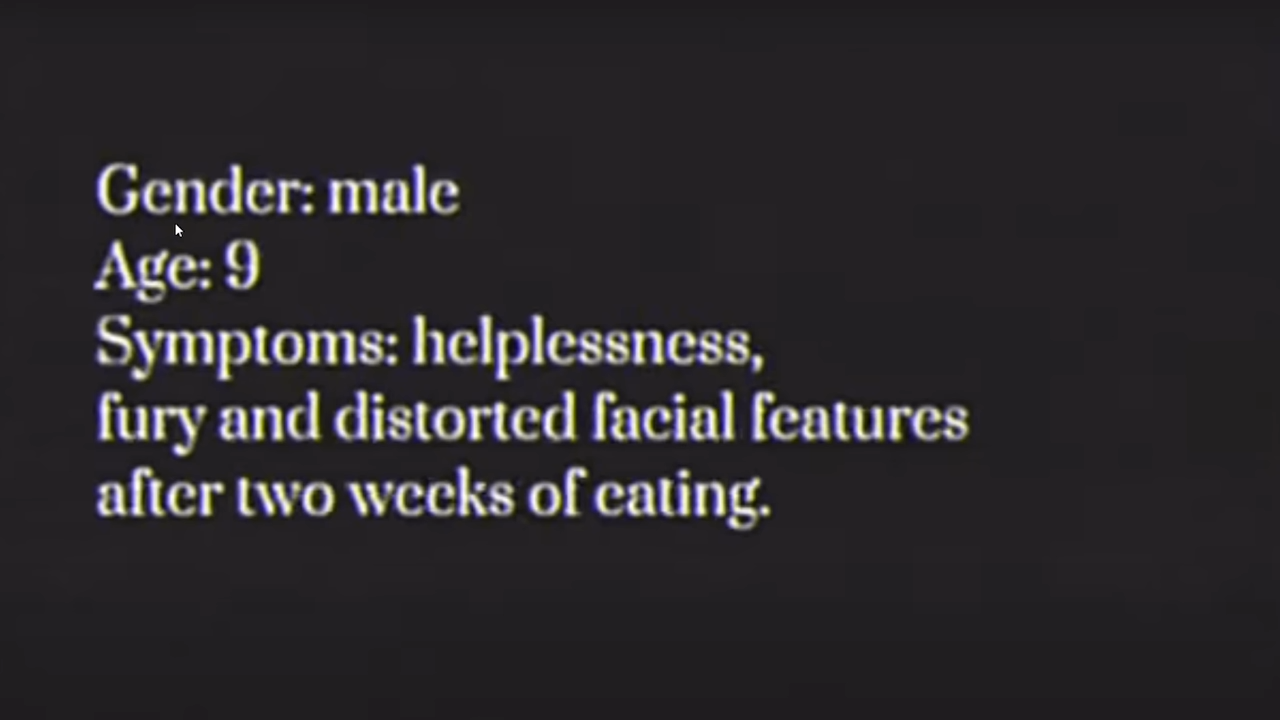 Gender: male
Age: 9
Symptoms: helplessness,
fury and distorted facial features
after two weeks of eating.